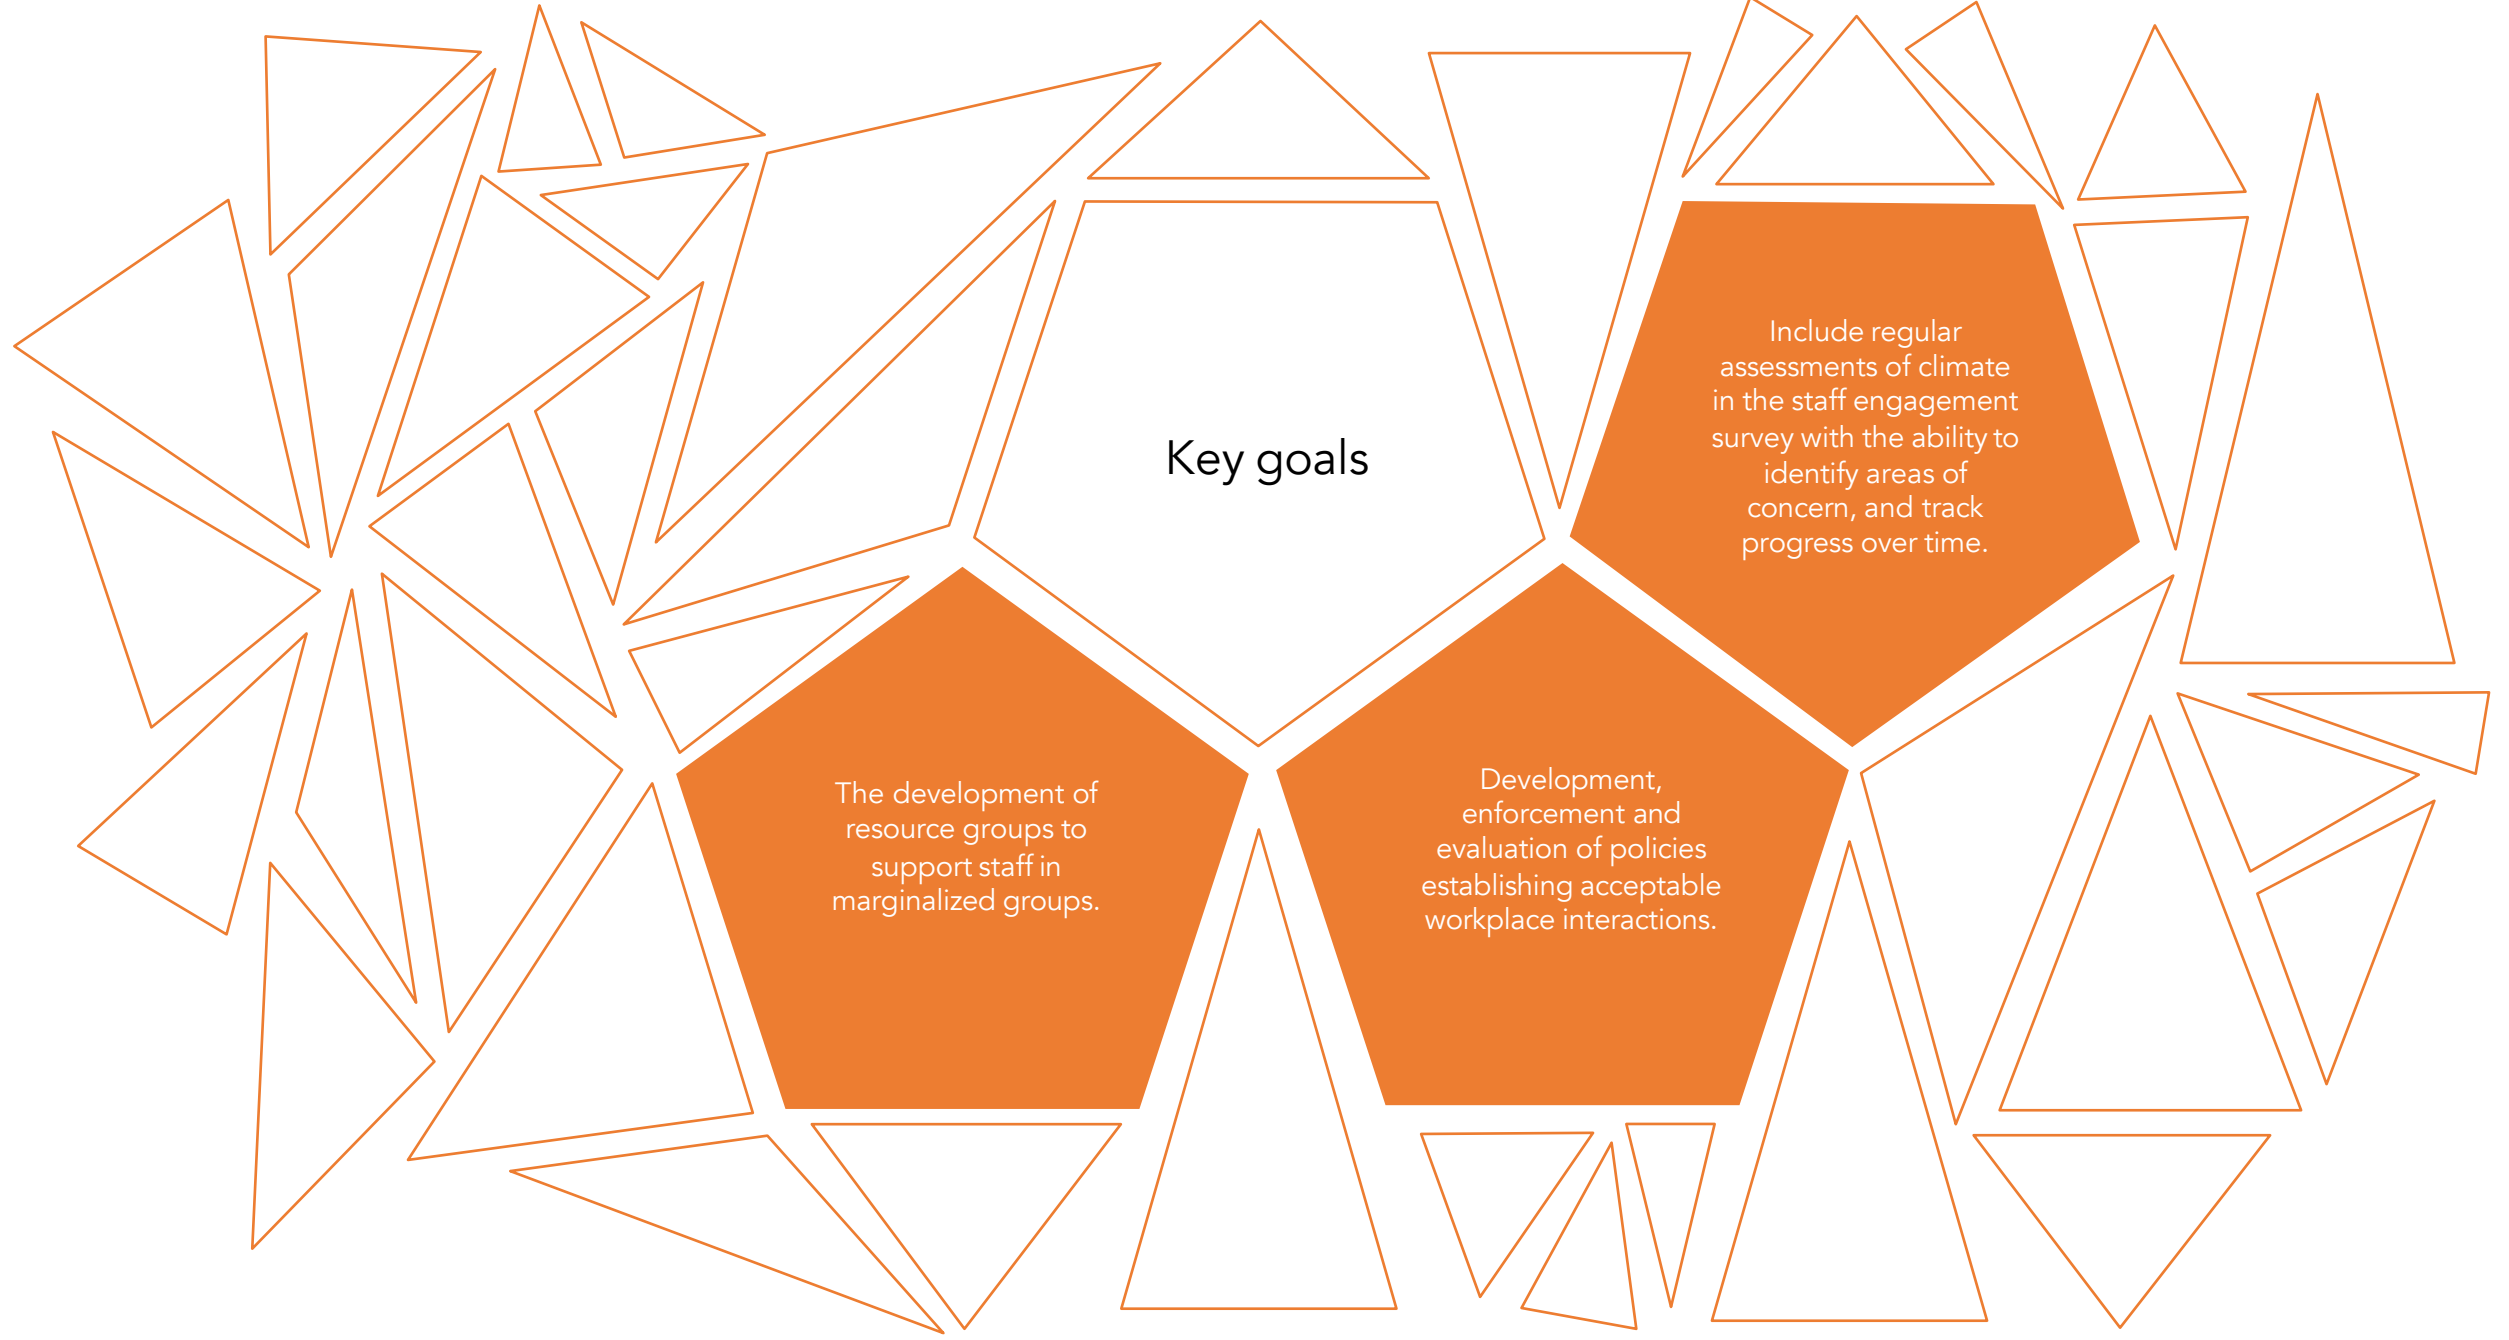 Key goals
Include regular
assessments of climate
in the staff engagement
survey with the ability to
identify areas of
concern, and track
progress over time.
The development of
resource groups to
support staff in
marginalized groups.
Development,
enforcement and
evaluation of policies
establishing acceptable
workplace interactions.